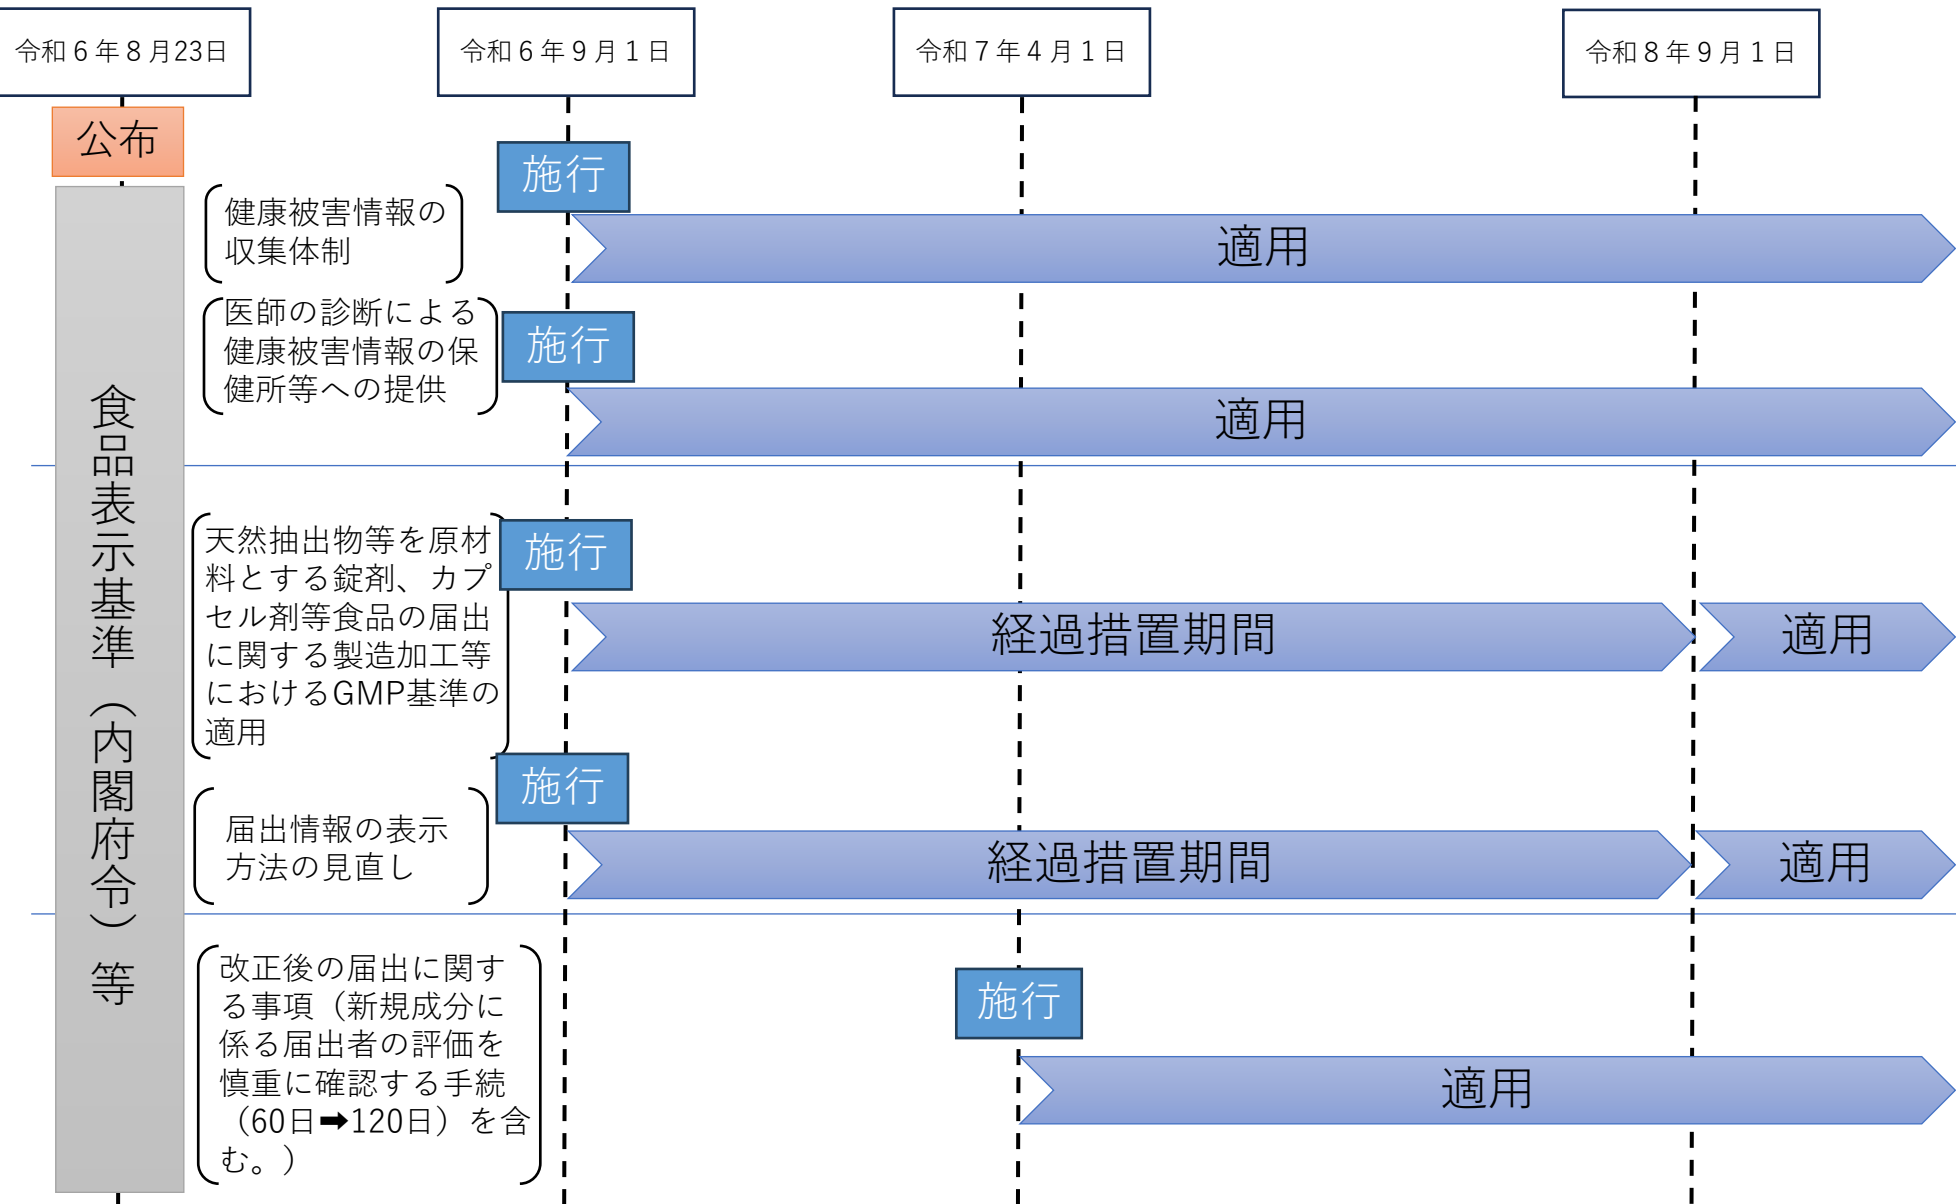 令和６年８月23日
令和６年９月１日
令和７年４月１日
令和８年９月１日
公布
食品表示基準（内閣府令）等
健康被害情報の
収集体制
施行
適用
医師の診断による
健康被害情報の保
健所等への提供
施行
適用
天然抽出物等を原材
料とする錠剤、カプ
セル剤等食品の届出
に関する製造加工等
におけるGMP基準の
適用
施行
経過措置期間
適用
届出情報の表示
方法の見直し
施行
経過措置期間
適用
改正後の届出に関す
る事項（新規成分に
係る届出者の評価を
慎重に確認する手続
（60日➡120日）を含
む。）
施行
適用